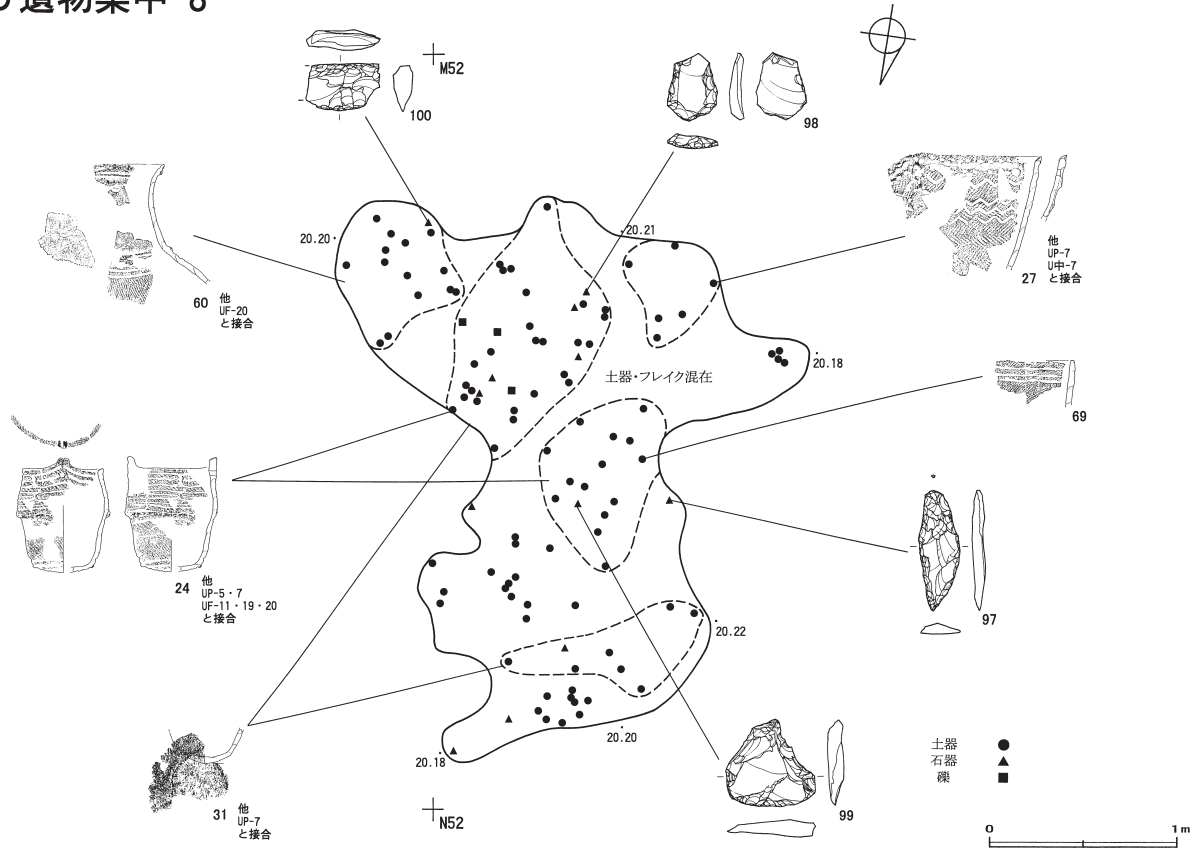 遺物集中
M52
100
98
20.20
20.21
他
UP-7
U中-7
と接合
27
60
他
UF-20
と接合
20.18
土器・フレイク混在
69
24
他
UP-5・7
UF-11・19・20
と接合
97
20.22
20.20
20.18
31
他
UP-7
と接合
N52
99
土器
石器
礫
0
1m